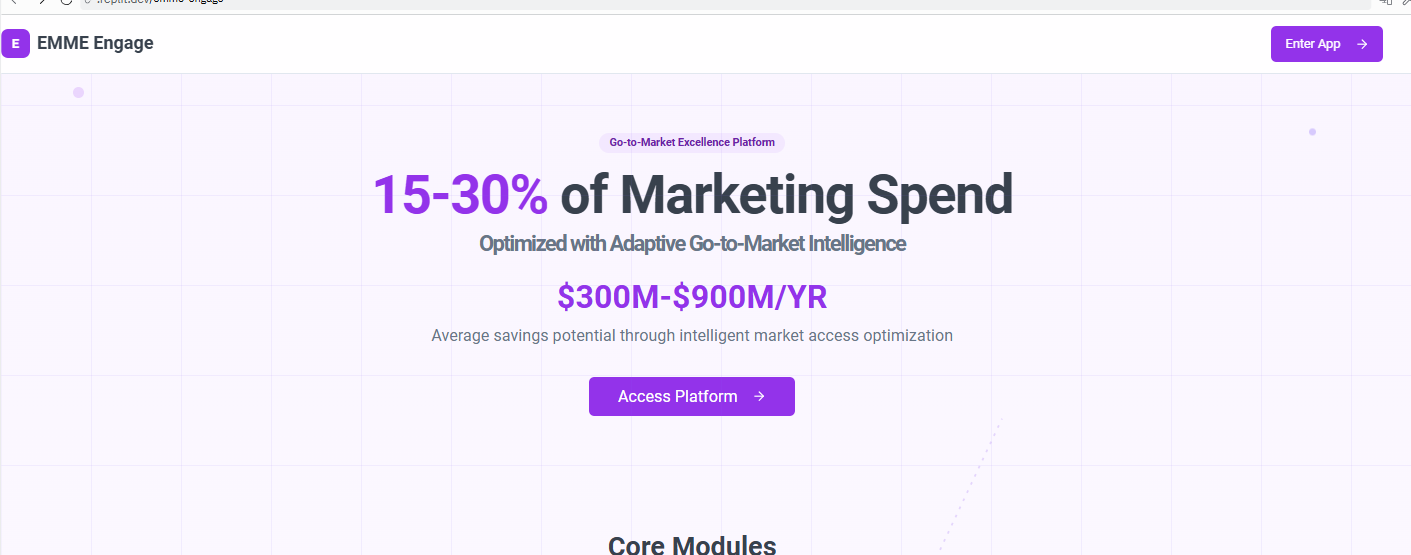 .replit.dev/emme-engage
E
EMME Engage
Enter App
Go-to-Market Excellence Platform
15-30% of Marketing Spend
Optimized with Adaptive Go-to-Market Intelligence
$300M-$900M/YR
Average savings potential through intelligent market access optimization
Access Platform
Core Modules